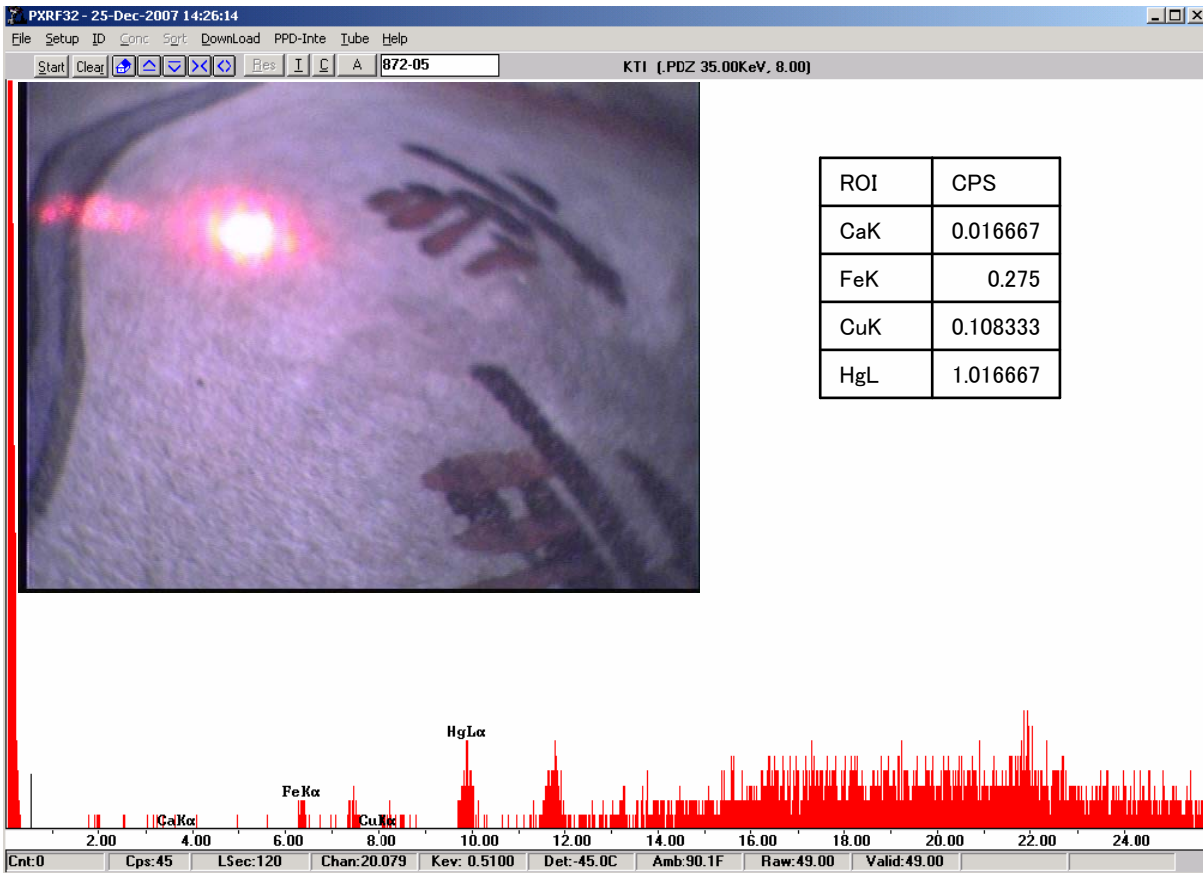 PXRF32 - 25-Dec-2007 14:26:14
File Setup ID Conc Sort DownLoad PPD-Inte Tube Help
Start Clear Res I C A 872-05 KTI (.PDZ 35.00KeV, 8.00)
ROI CPS
CaK 0.016667
FeK 0.275
CuK 0.108333
HgL 1.016667
HgLα
FeKα
CaKα CuKα
2.00 4.00 6.00 8.00 10.00 12.00 14.00 16.00 18.00 20.00 22.00 24.00
Cnt:0 Cps:45 LSec:120 Chan:20.079 Kev: 0.5100 Det:-45.0C Amb:90.1F Raw:49.00 Valid:49.00